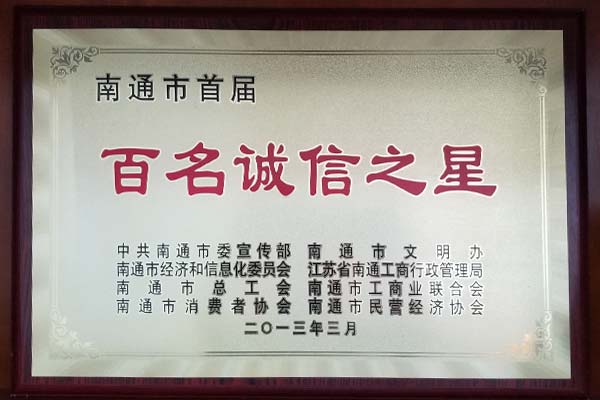 南通市首届
百名诚信之星
中共南通市委宣传部 南通市文明办
南通市经济和信息化委员会 江苏省南通工商行政管理局
南通市总工会 南通市工商业联合会
南通市消费者协会 南通市民营经济协会
二〇一三年三月